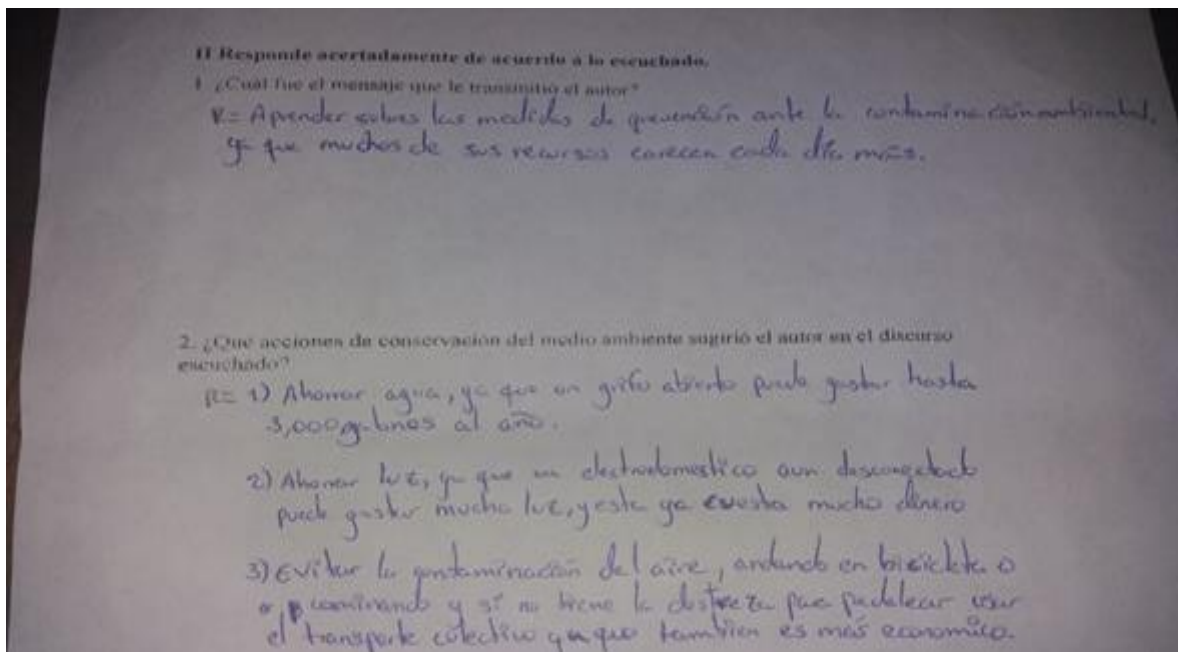 II Responde acertadamente de acuerdo a lo escuchado.
1. ¿Cuál fue el mensaje que le transmitió el autor?
R= Aprender sobres las medidas de prevención ante la contaminación ambiental,
ya que muchos de sus recursos carecen cada día más.
2. ¿Que acciones de conservación del medio ambiente sugirió el autor en el discurso
escuchado?
R= 1) Ahorrar agua, ya que un grifo abierto puede gastar hasta
3,000 galones al año.
2) Ahorrar luz, ya que un electrodomestico aun desconectado
puede gastar mucha luz, y esta ya cuesta mucho dinero
3) Evitar la contaminación del aire, andando en bicicleta o
caminando y si no tiene la destreza para pedalear usar
el transporte colectivo ya que tambien es más economico.